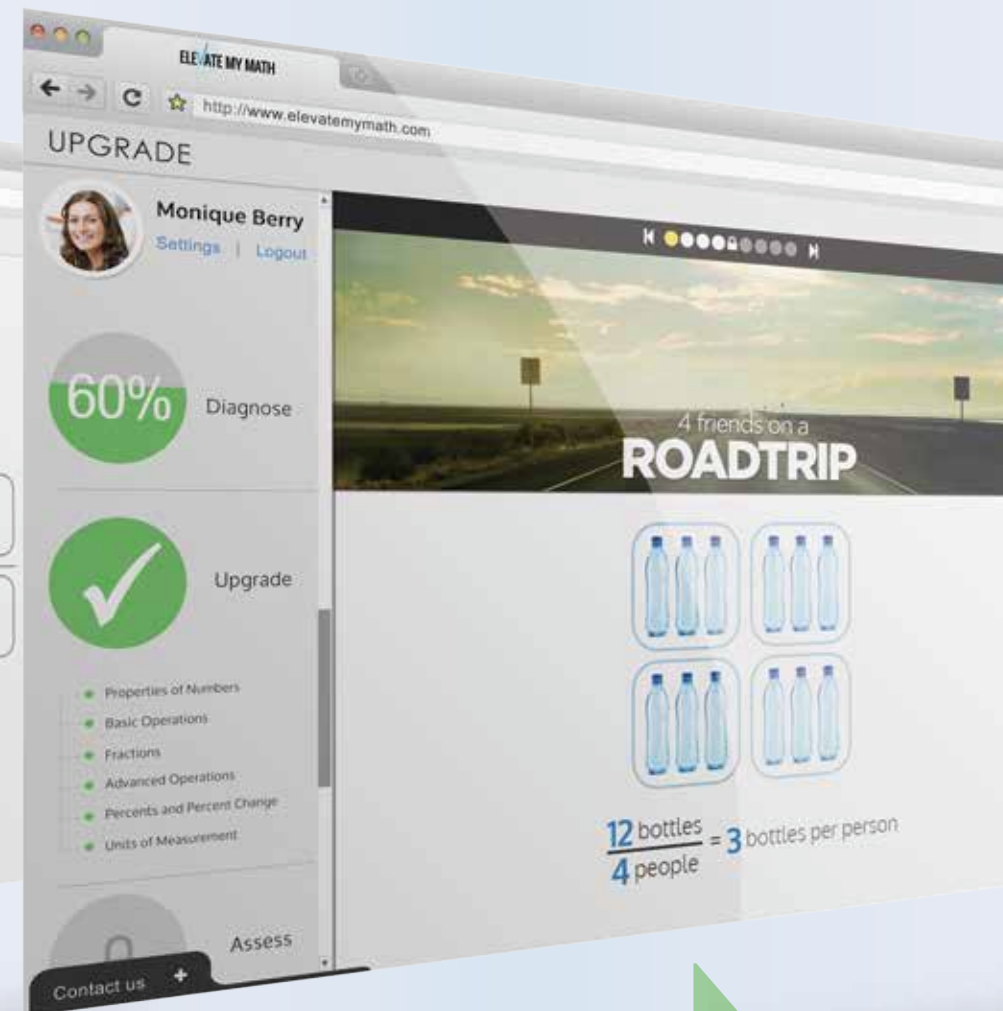 ELEVATE MY MATH
http://www.elevatemymath.com
UPGRADE
Monique Berry
Settings | Logout
4 friends on a
ROADTRIP
60%
Diagnose
Upgrade
Properties of Numbers
Basic Operations
Fractions
Advanced Operations
Percents and Percent Change
Units of Measurement
12 bottles
4 people
= 3 bottles per person
0
Assess
Contact us +